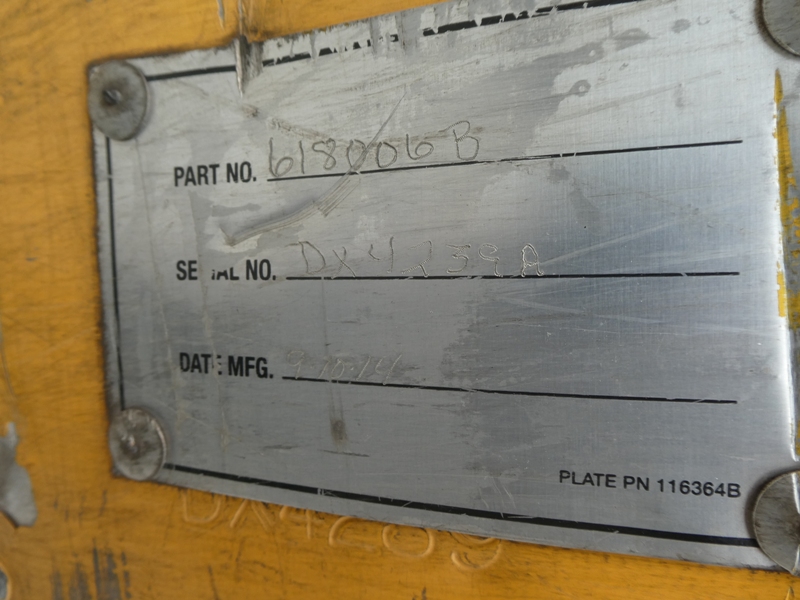 PART NO. 618006B
SERIAL NO. DX4239A
DATE MFG.
PLATE PN 116364B